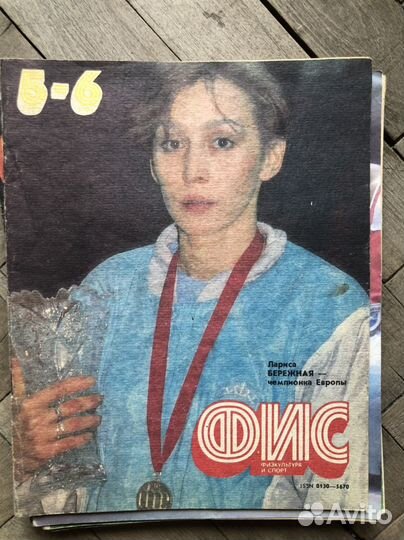 5-6
Лариса
БЕРЕЖНАЯ —
чемпионка Европы
ФИС
ФИЗКУЛЬТУРА
И СПОРТ
ISSN 0130—5670
Avito